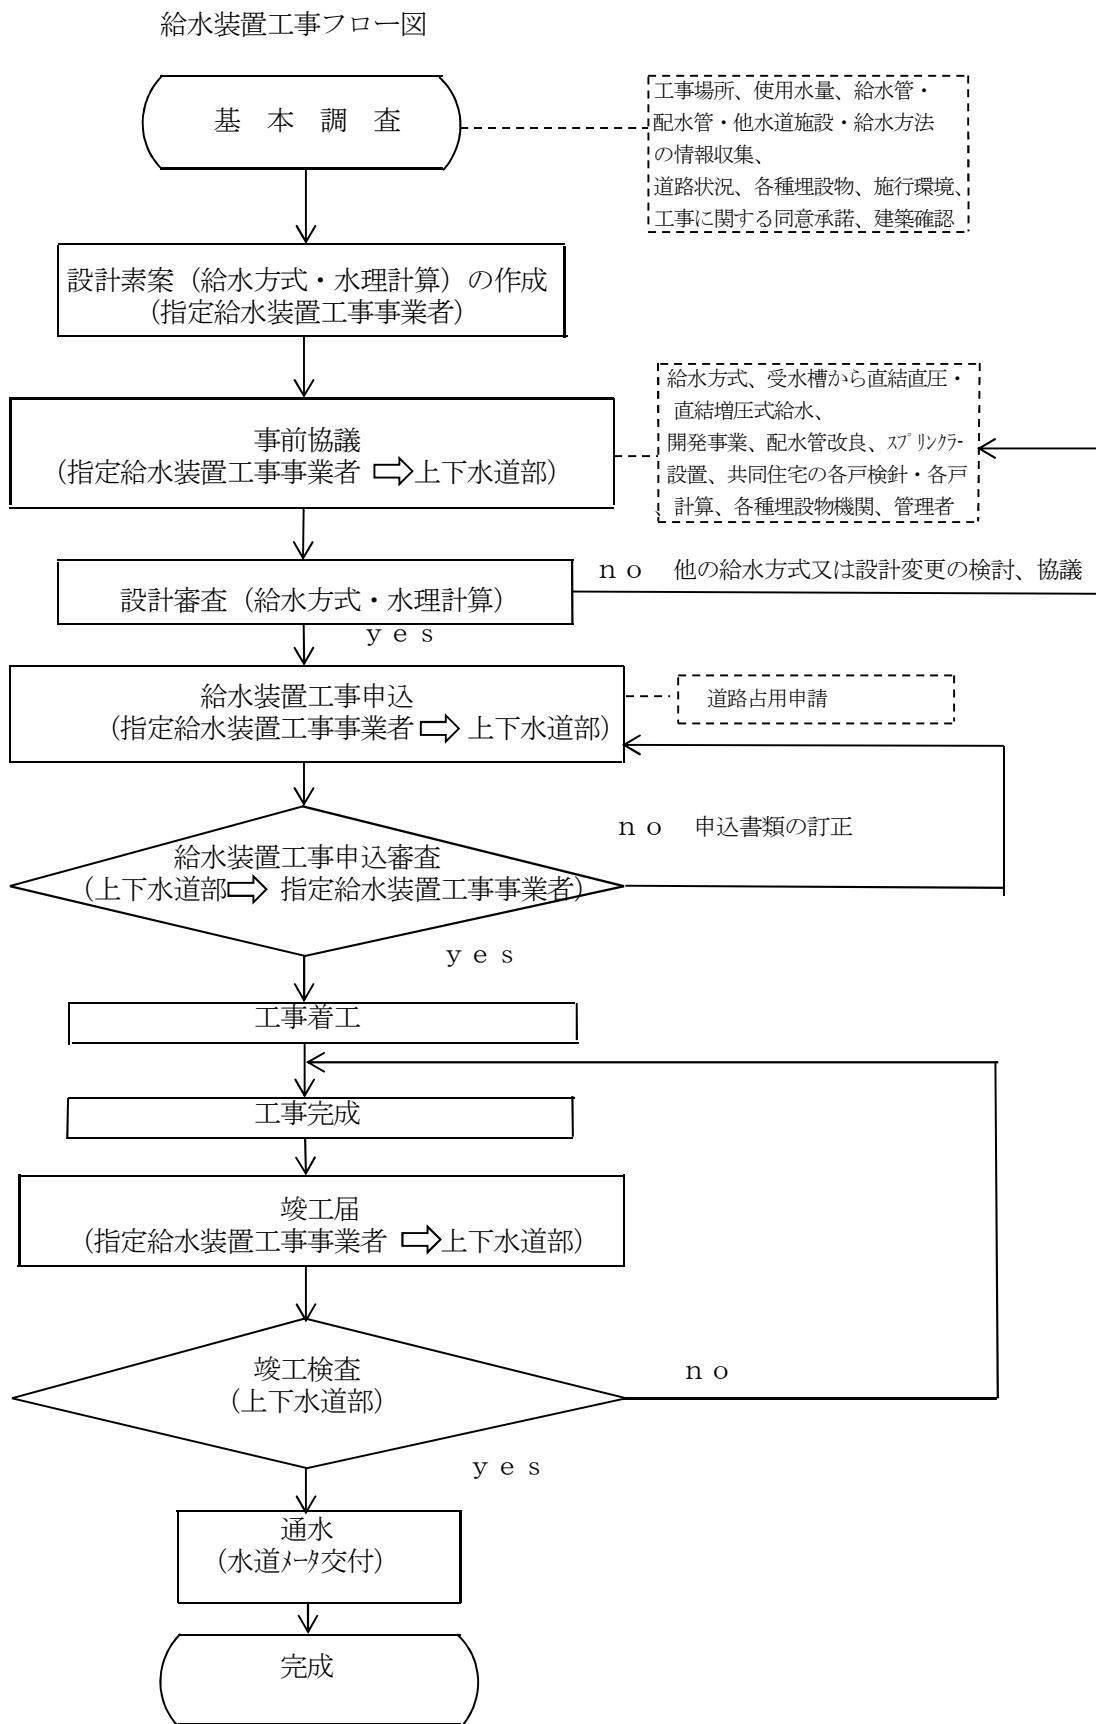 給水装置工事フロー図
基　本　調　査
工事場所、使用水量、給水管・
配水管・他水道施設・給水方法
の情報収集、
道路状況、各種埋設物、施行環境、
工事に関する同意承諾、建築確認
設計素案（給水方式・水理計算）の作成
（指定給水装置工事事業者）
事前協議
（指定給水装置工事事業者 ⇨上下水道部）
給水方式、受水槽から直結直圧・
直結増圧式給水、
開発事業、配水管改良、ｽﾌﾟﾘﾝｸﾗｰ
設置、共同住宅の各戸検針・各戸
計算、各種埋設物機関、管理者
設計審査（給水方式・水理計算）
ｎｏ　他の給水方式又は設計変更の検討、協議
ｙｅｓ
給水装置工事申込
（指定給水装置工事事業者 ⇨ 上下水道部）
道路占用申請
給水装置工事申込審査
（上下水道部⇨ 指定給水装置工事事業者）
ｎｏ　申込書類の訂正
ｙｅｓ
工事着工
工事完成
竣工届
（指定給水装置工事事業者 ⇨上下水道部）
竣工検査
（上下水道部）
ｎｏ
ｙｅｓ
通水
（水道ﾒｰﾀ交付）
完成